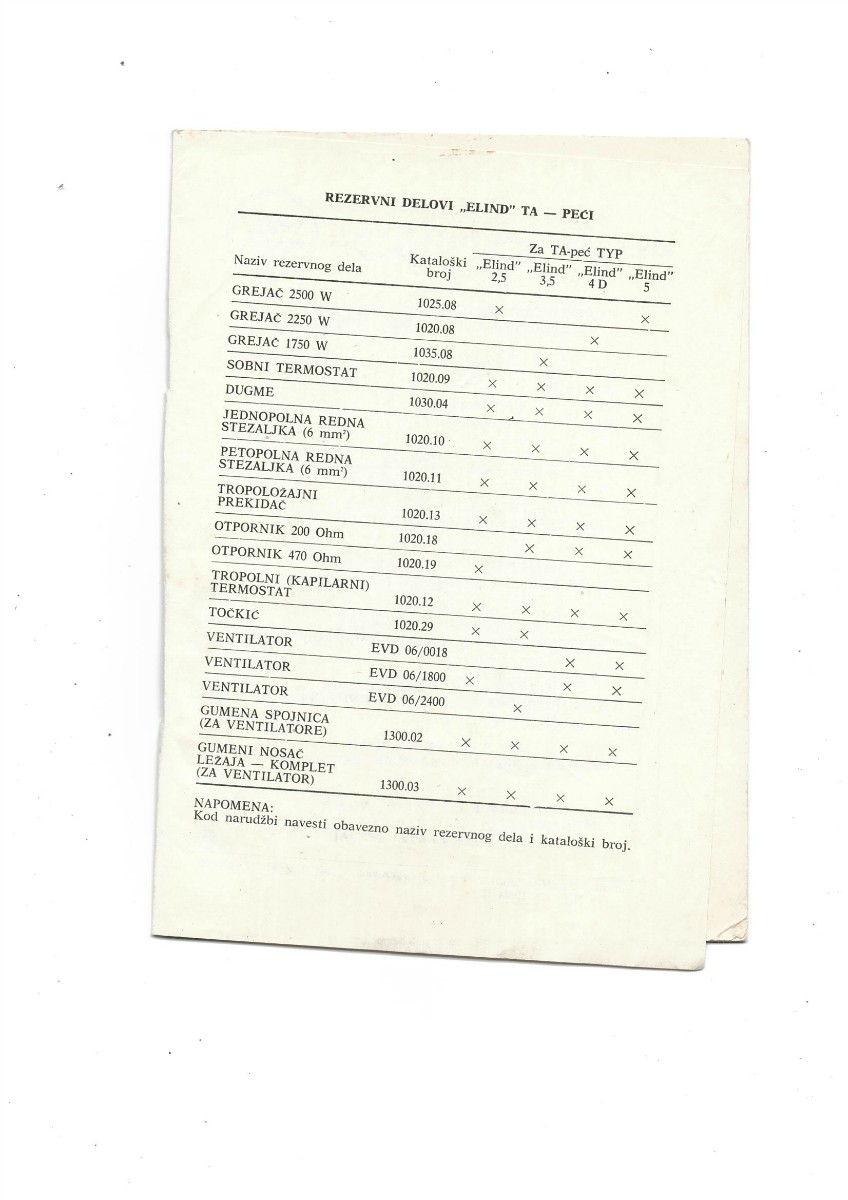 REZERVNI DELOVI „ELIND” TA — PEĆI
Za TA-peć TYP
Naziv rezervnog dela Kataloški broj „Elind” 2,5 „Elind” 3,5 „Elind” 4 D „Elind” 5
GREJAČ 2500 W 1025.08 × ×
GREJAČ 2250 W 1020.08 ×
GREJAČ 1750 W 1035.08 ×
SOBNI TERMOSTAT 1020.09 × × × ×
DUGME 1030.04 × × × ×
JEDNOPOLNA REDNA
STEZALJKA (6 mm²) 1020.10 × × × ×
PETOPOLNA REDNA
STEZALJKA (6 mm²) 1020.11 × × × ×
TROPOLOŽAJNI
PREKIDAČ 1020.13 × × × ×
OTPORNIK 200 Ohm 1020.18 × × ×
OTPORNIK 470 Ohm 1020.19 ×
TROPOLNI (KAPILARNI)
TERMOSTAT 1020.12 × × × ×
TOČKIĆ 1020.29 × ×
VENTILATOR EVD 06/0018 × ×
VENTILATOR EVD 06/1800 × × ×
VENTILATOR EVD 06/2400 ×
GUMENA SPOJNICA
(ZA VENTILATORE) 1300.02 × × × ×
GUMENI NOSAČ
LEŽAJA — KOMPLET
(ZA VENTILATOR) 1300.03 × × × ×
NAPOMENA:
Kod narudžbi navesti obavezno naziv rezervnog dela i kataloški broj.